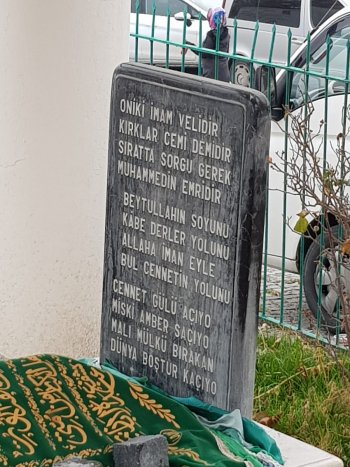 ONİKİ İMAM VELİDİR
KIRKLAR CEMİ DEMİDİR
SIRATTA SORGU GEREK
MUHAMMEDİN EMRİDİR
BEYTULLAHIN SOYUNU
KABE DERLER YOLUNU
ALLAHA İMAN EYLE
BUL CENNETİN YOLUNU
CENNET GÜLÜ AÇIYO
MİSKİ AMBER SAÇIYO
MALI MÜLKÜ BIRAKAN
DÜNYA BOŞTUR KAÇIYO